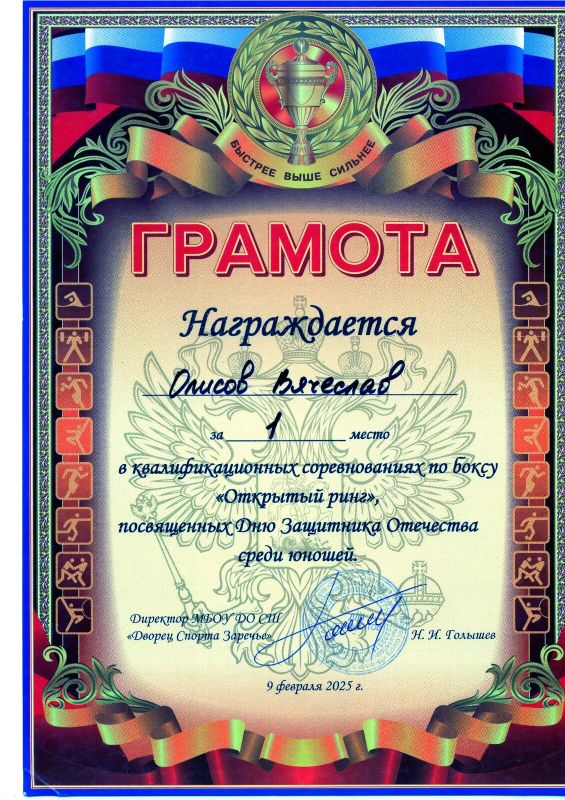 БЫСТРЕЕ ВЫШЕ СИЛЬНЕЕ
ГРАМОТА
Награждается
Олисов Вячеслав
за 1 место
в квалификационных соревнованиях по боксу
«Открытый ринг»,
посвященных Дню Защитника Отечества
среди юношей.
Директор МБОУ ДО СШ
«Дворец Спорта Заречье» Н. И. Голышев
9 февраля 2025 г.